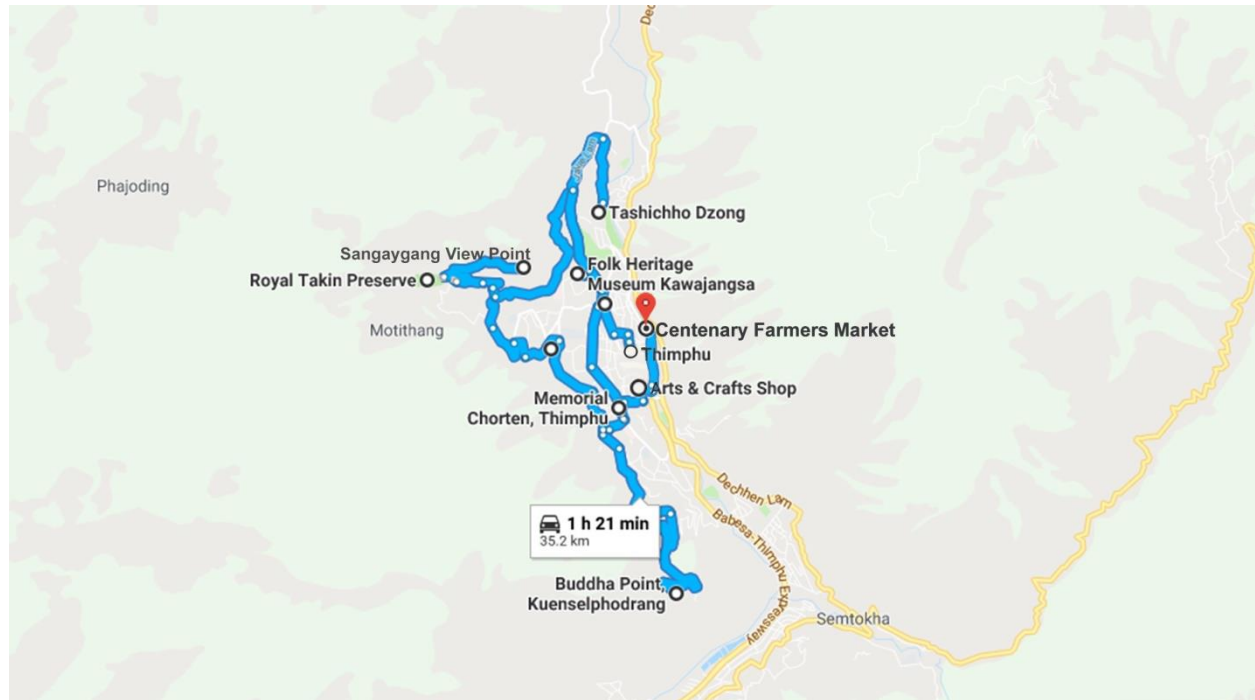 Dec
Phajoding
Tashichho Dzong
Sangaygang View Point
Royal Takin Preserve
Folk Heritage
Museum Kawajangsa
Motithang
Centenary Farmers Market
Thimphu
Arts & Crafts Shop
Memorial
Chorten, Thimphu
Dechhen Lam
Babesa-Thimphu Expressway
1 h 21 min
35.2 km
Buddha Point,
Kuenselphodrang
Semtokha